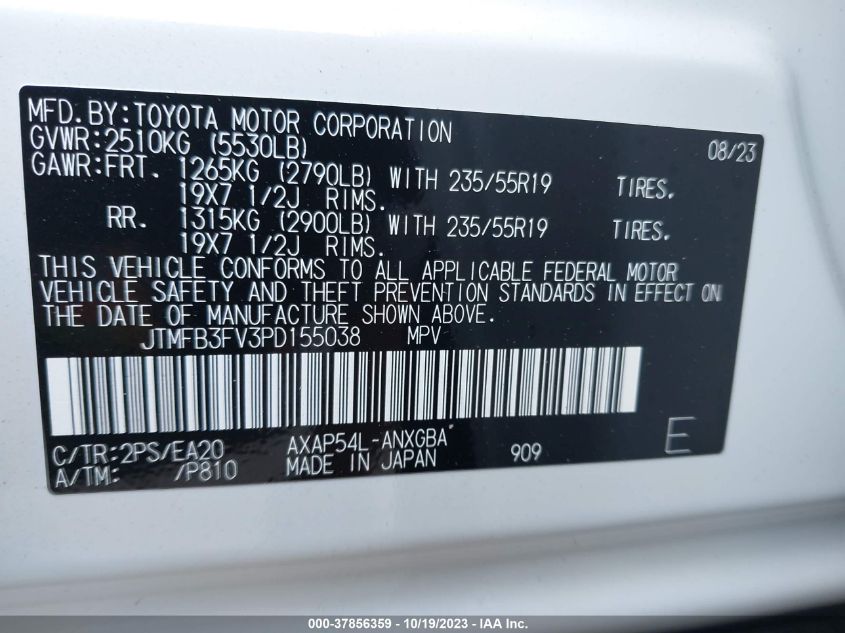 MFD.BY:TOYOTA MOTOR CORPORATION 08/23
GVWR:2510KG (5530LB)
GAWR:FRT. 1265KG (2790LB) WITH 235/55R19 TIRES.
19X7 1/2J RIMS.
RR. 1315KG (2900LB) WITH 235/55R19 TIRES.
19X7 1/2J RIMS.
THIS VEHICLE CONFORMS TO ALL APPLICABLE FEDERAL MOTOR
VEHICLE SAFETY AND THEFT PREVENTION STANDARDS IN EFFECT ON
THE DATE OF MANUFACTURE SHOWN ABOVE.
JTMFB3FV3PD155038 MPV
C/TR:2PS/EA20 AXAP54L-ANXGBA E
A/TM: /P810 MADE IN JAPAN 909
000-37856359 - 10/19/2023 - IAA Inc.